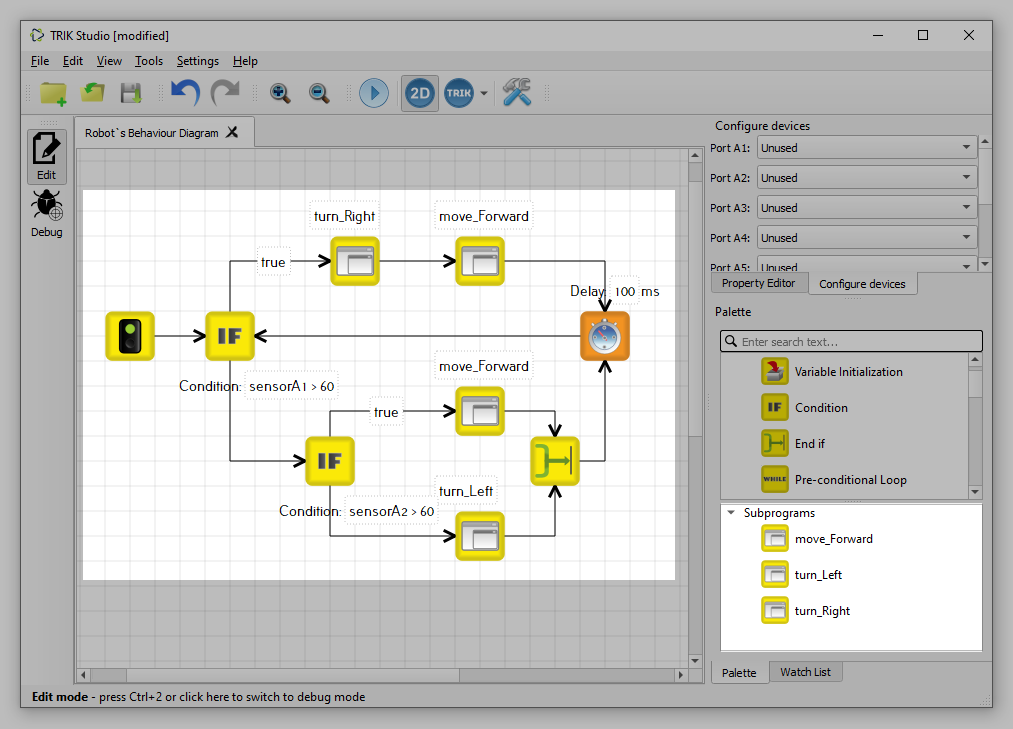 TRIK Studio [modified]
File Edit View Tools Settings Help
2D TRIK
Edit
Debug
Robot`s Behaviour Diagram
turn_Right
move_Forward
true
Delay: 100 ms
IF
Condition: sensorA1 > 60
move_Forward
true
IF
turn_Left
Condition: sensorA2 > 60
Configure devices
Port A1: Unused
Port A2: Unused
Port A3: Unused
Port A4: Unused
Port A5: Unused
Property Editor Configure devices
Palette
Enter search text...
Variable Initialization
IF Condition
End if
WHILE Pre-conditional Loop
Subprograms
move_Forward
turn_Left
turn_Right
Palette Watch List
Edit mode - press Ctrl+2 or click here to switch to debug mode